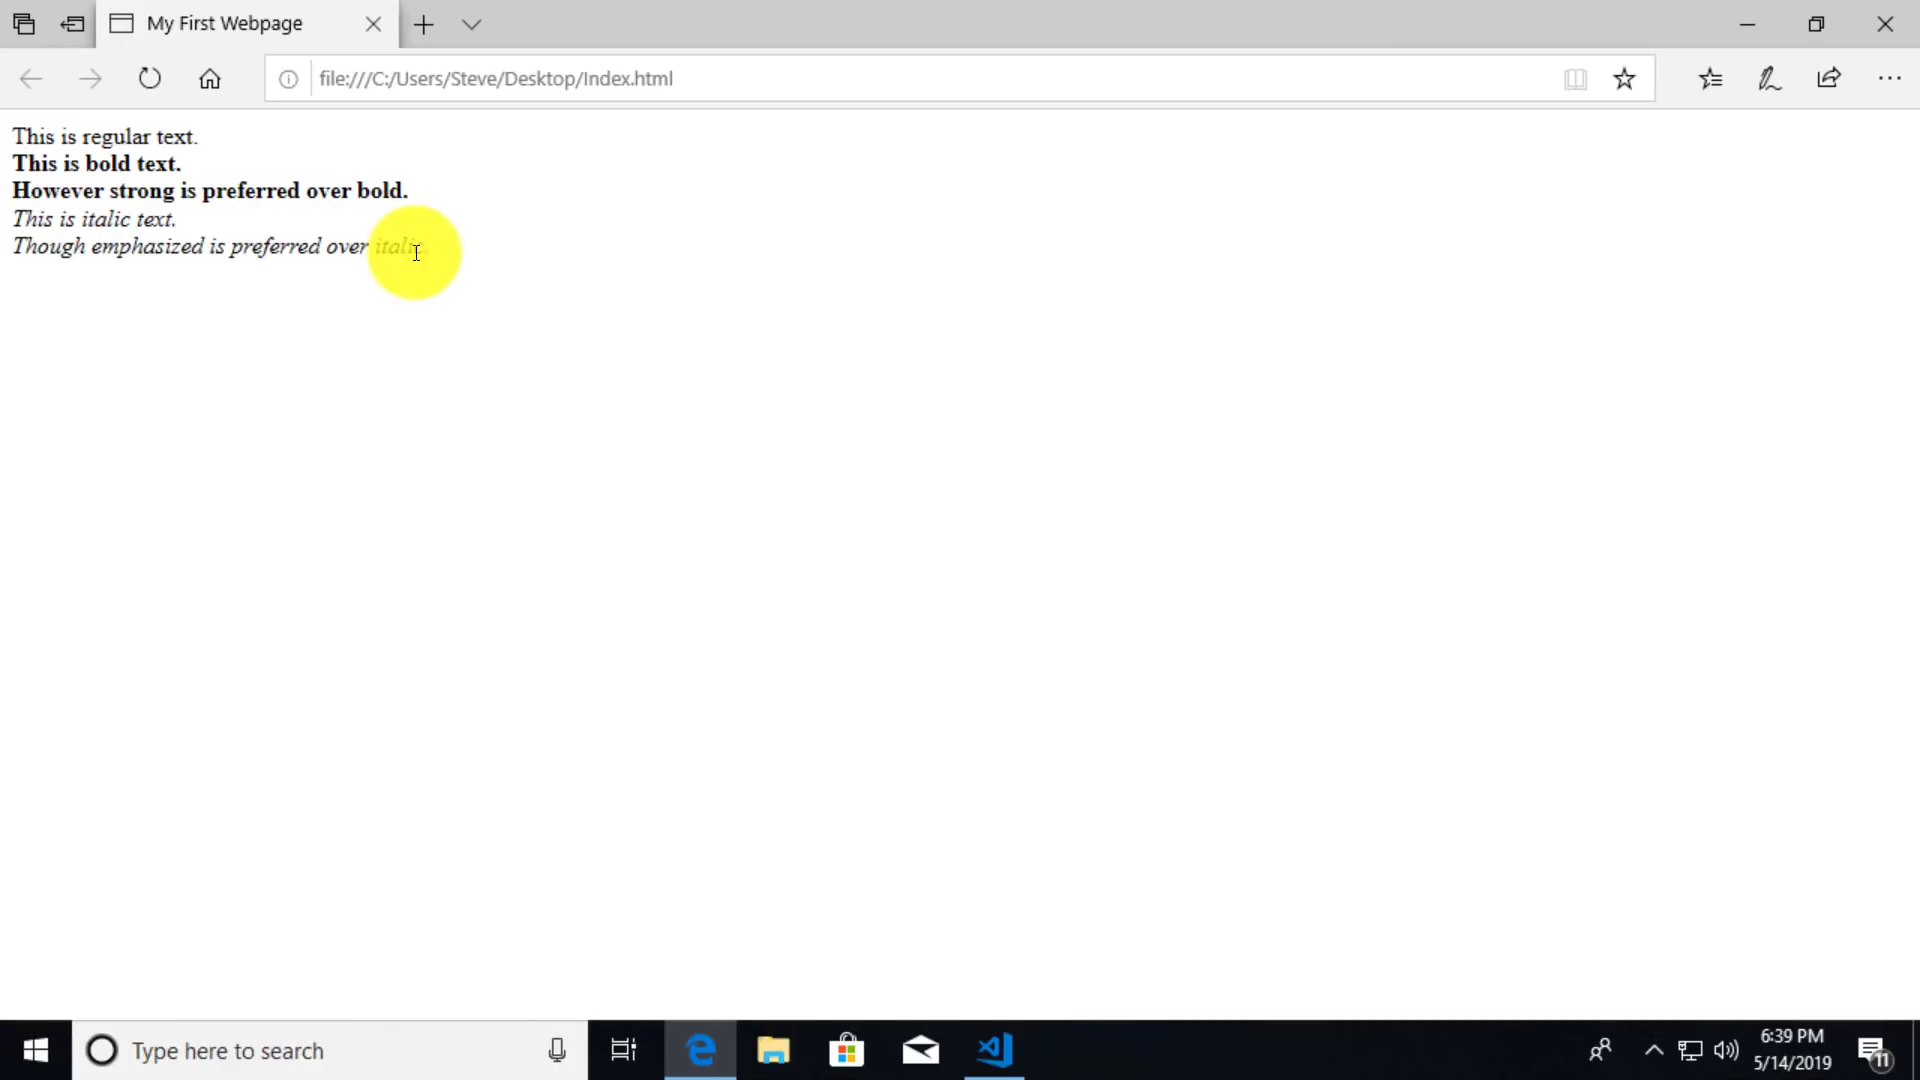 My First Webpage
file:///C:/Users/Steve/Desktop/Index.html
This is regular text.
This is bold text.
However strong is preferred over bold.
This is italic text.
Though emphasized is preferred over italic.
Type here to search
6:39 PM
5/14/2019
11